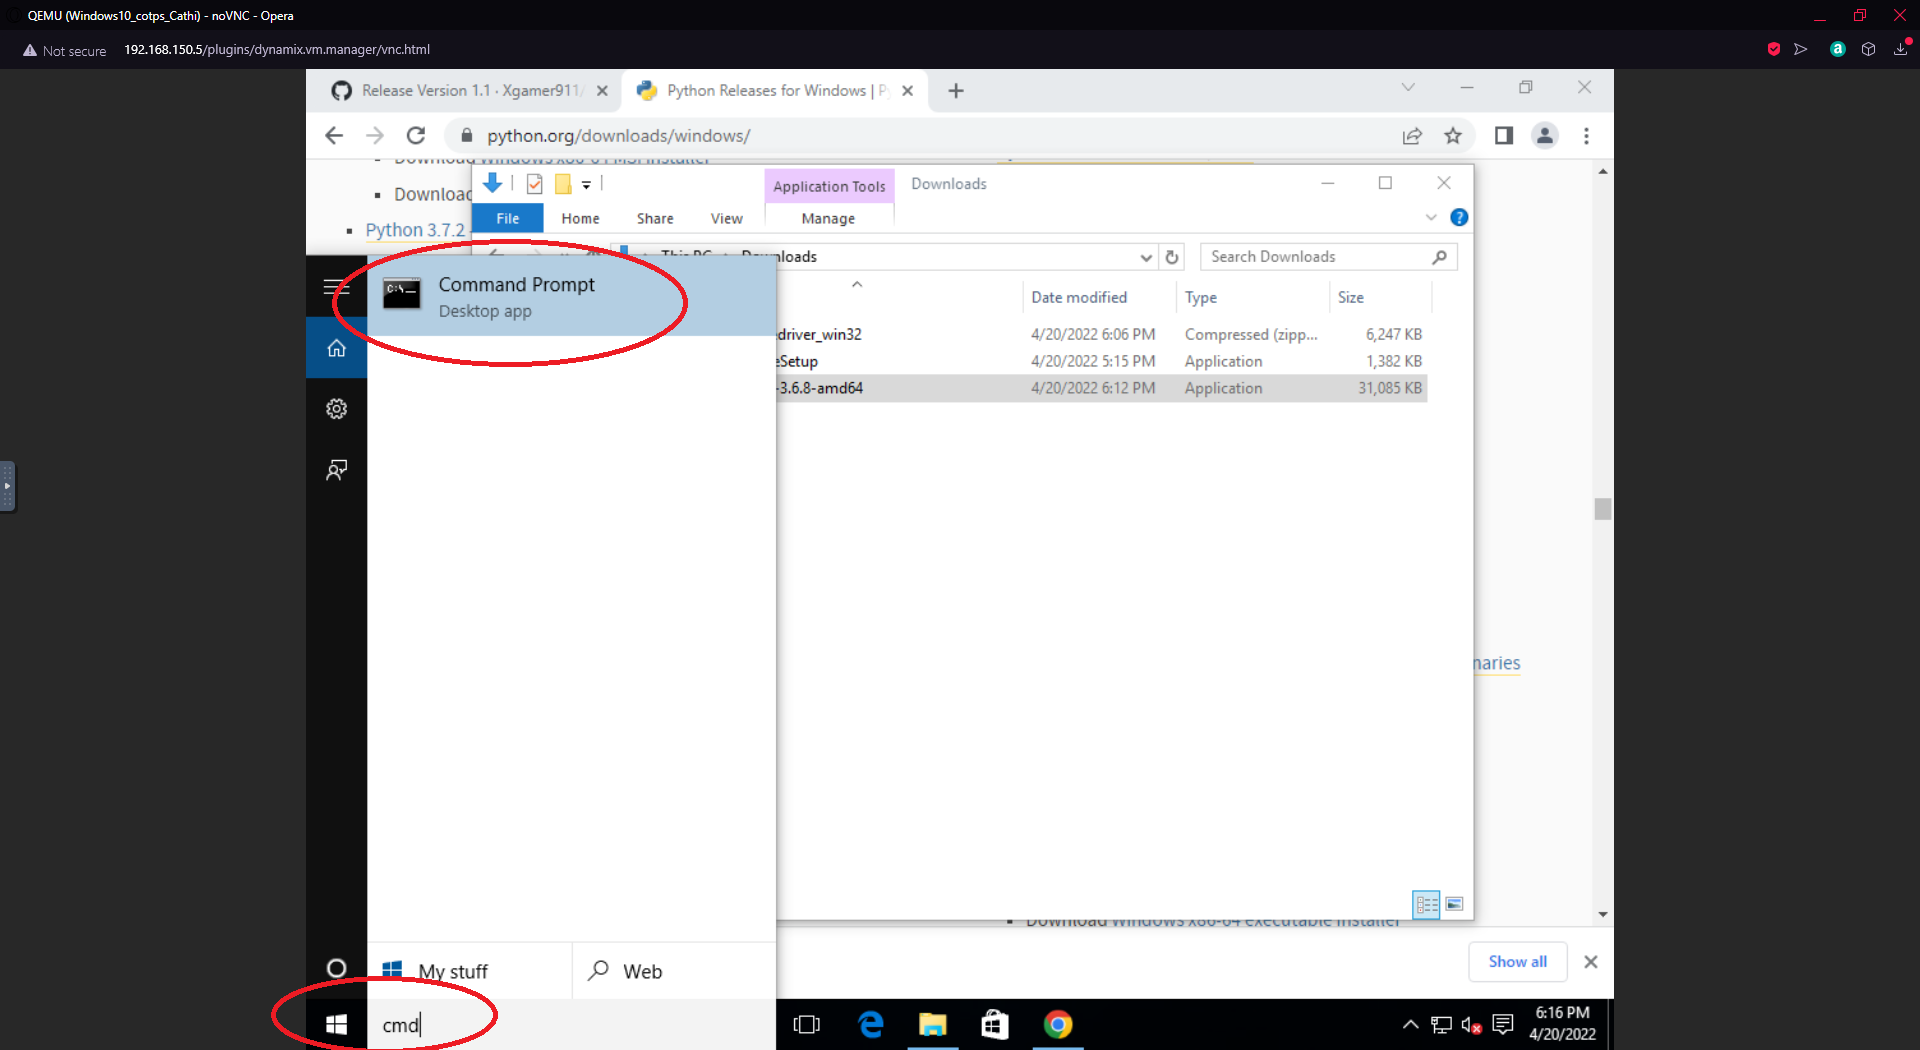 QEMU (Windows10_cotps_Cathi) - noVNC - Opera
Not secure 192.168.150.5/plugins/dynamix.vm.manager/vnc.html
Release Version 1.1 · Xgamer911/
Python Releases for Windows | Py
python.org/downloads/windows/
Download Windows x86-64 MSI installer
Download
Python 3.7.2
Application Tools Downloads
File Home Share View Manage
This PC Downloads
Search Downloads
Date modified Type Size
driver_win32 4/20/2022 6:06 PM Compressed (zipp... 6,247 KB
eSetup 4/20/2022 5:15 PM Application 1,382 KB
-3.6.8-amd64 4/20/2022 6:12 PM Application 31,085 KB
Command Prompt
Desktop app
naries
Download Windows x86-64 executable installer
Show all
My stuff Web
cmd
6:16 PM
4/20/2022